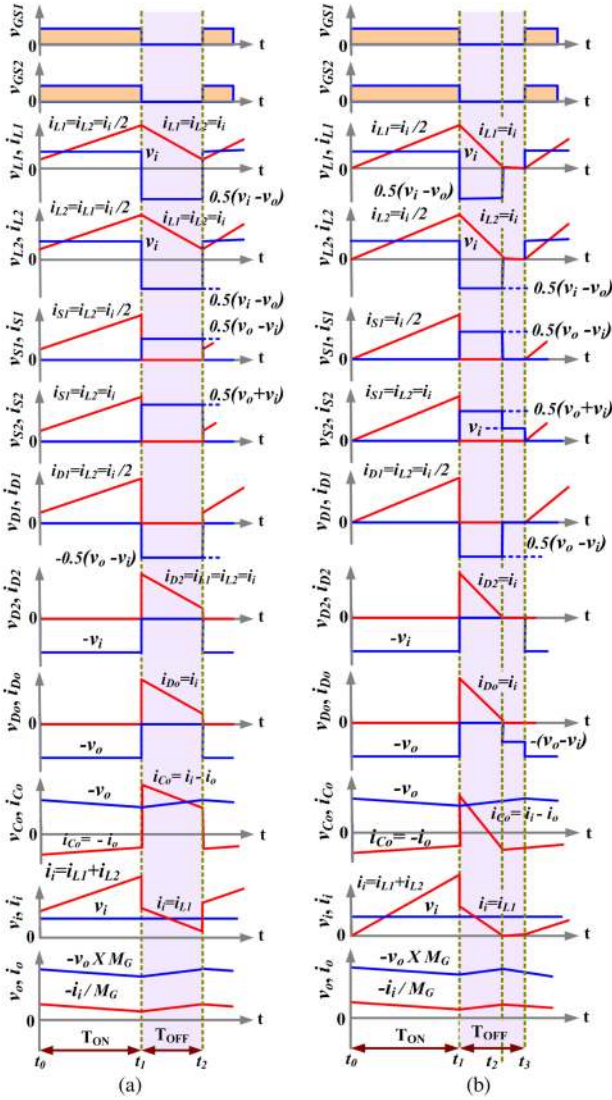 vGS1
0
t
vGS2
0
t
vL1, iL1
iL1=iL2=ii/2
iL1=iL2=ii
vi
0.5(vi -vo)
t
vL2, iL2
iL2=iL1=ii/2
iL1=iL2=ii
vi
0
t
0.5(vi -vo)
vS1, iS1
iS1=iL2=ii/2
0.5(vo -vi)
0
t
vS2, iS2
iS1=iL2=ii
0.5(vo+vi)
0
t
vD1, iD1
iD1=iL2=ii/2
0
t
-0.5(vo -vi)
vD2, iD2
iD2=iL1=iL2=ii
0
t
-vi
vDo, iDo
iDo=ii
0
t
-vo
vCo, iCo
-vo
iCo= ii - io
0
t
iCo= - io
vi, ii
ii=iL1+iL2
vi
ii=iL1
0
t
vo, io
-vo X MG
-ii / MG
0
t
TON
TOFF
t0
t1
t2
(a)
vGS1
0
t
vGS2
0
t
vL1, iL1
iL1=ii/2
iL1=ii
vi
0
t
0.5(vi -vo)
vL2, iL2
iL2=ii/2
iL2=ii
vi
0
t
0.5(vi -vo)
vS1, iS1
iS1=ii/2
0.5(vo -vi)
0
t
vS2, iS2
iS1=iL2=ii
0.5(vo+vi)
vi
0
t
vD1, iD1
iD1=iL2=ii/2
0
t
0.5(vo -vi)
vD2, iD2
iD2=ii
0
t
-vi
vDo, iDo
iDo=ii
0
t
-vo
-(vo-vi)
vCo, iCo
-vo
iCo= ii - io
0
iCo= -io
t
vi, ii
ii=iL1+iL2
vi
ii=iL1
0
t
vo, io
-vo X MG
-ii / MG
0
t
TON
TOFF
t0
t1
t2
t3
(b)